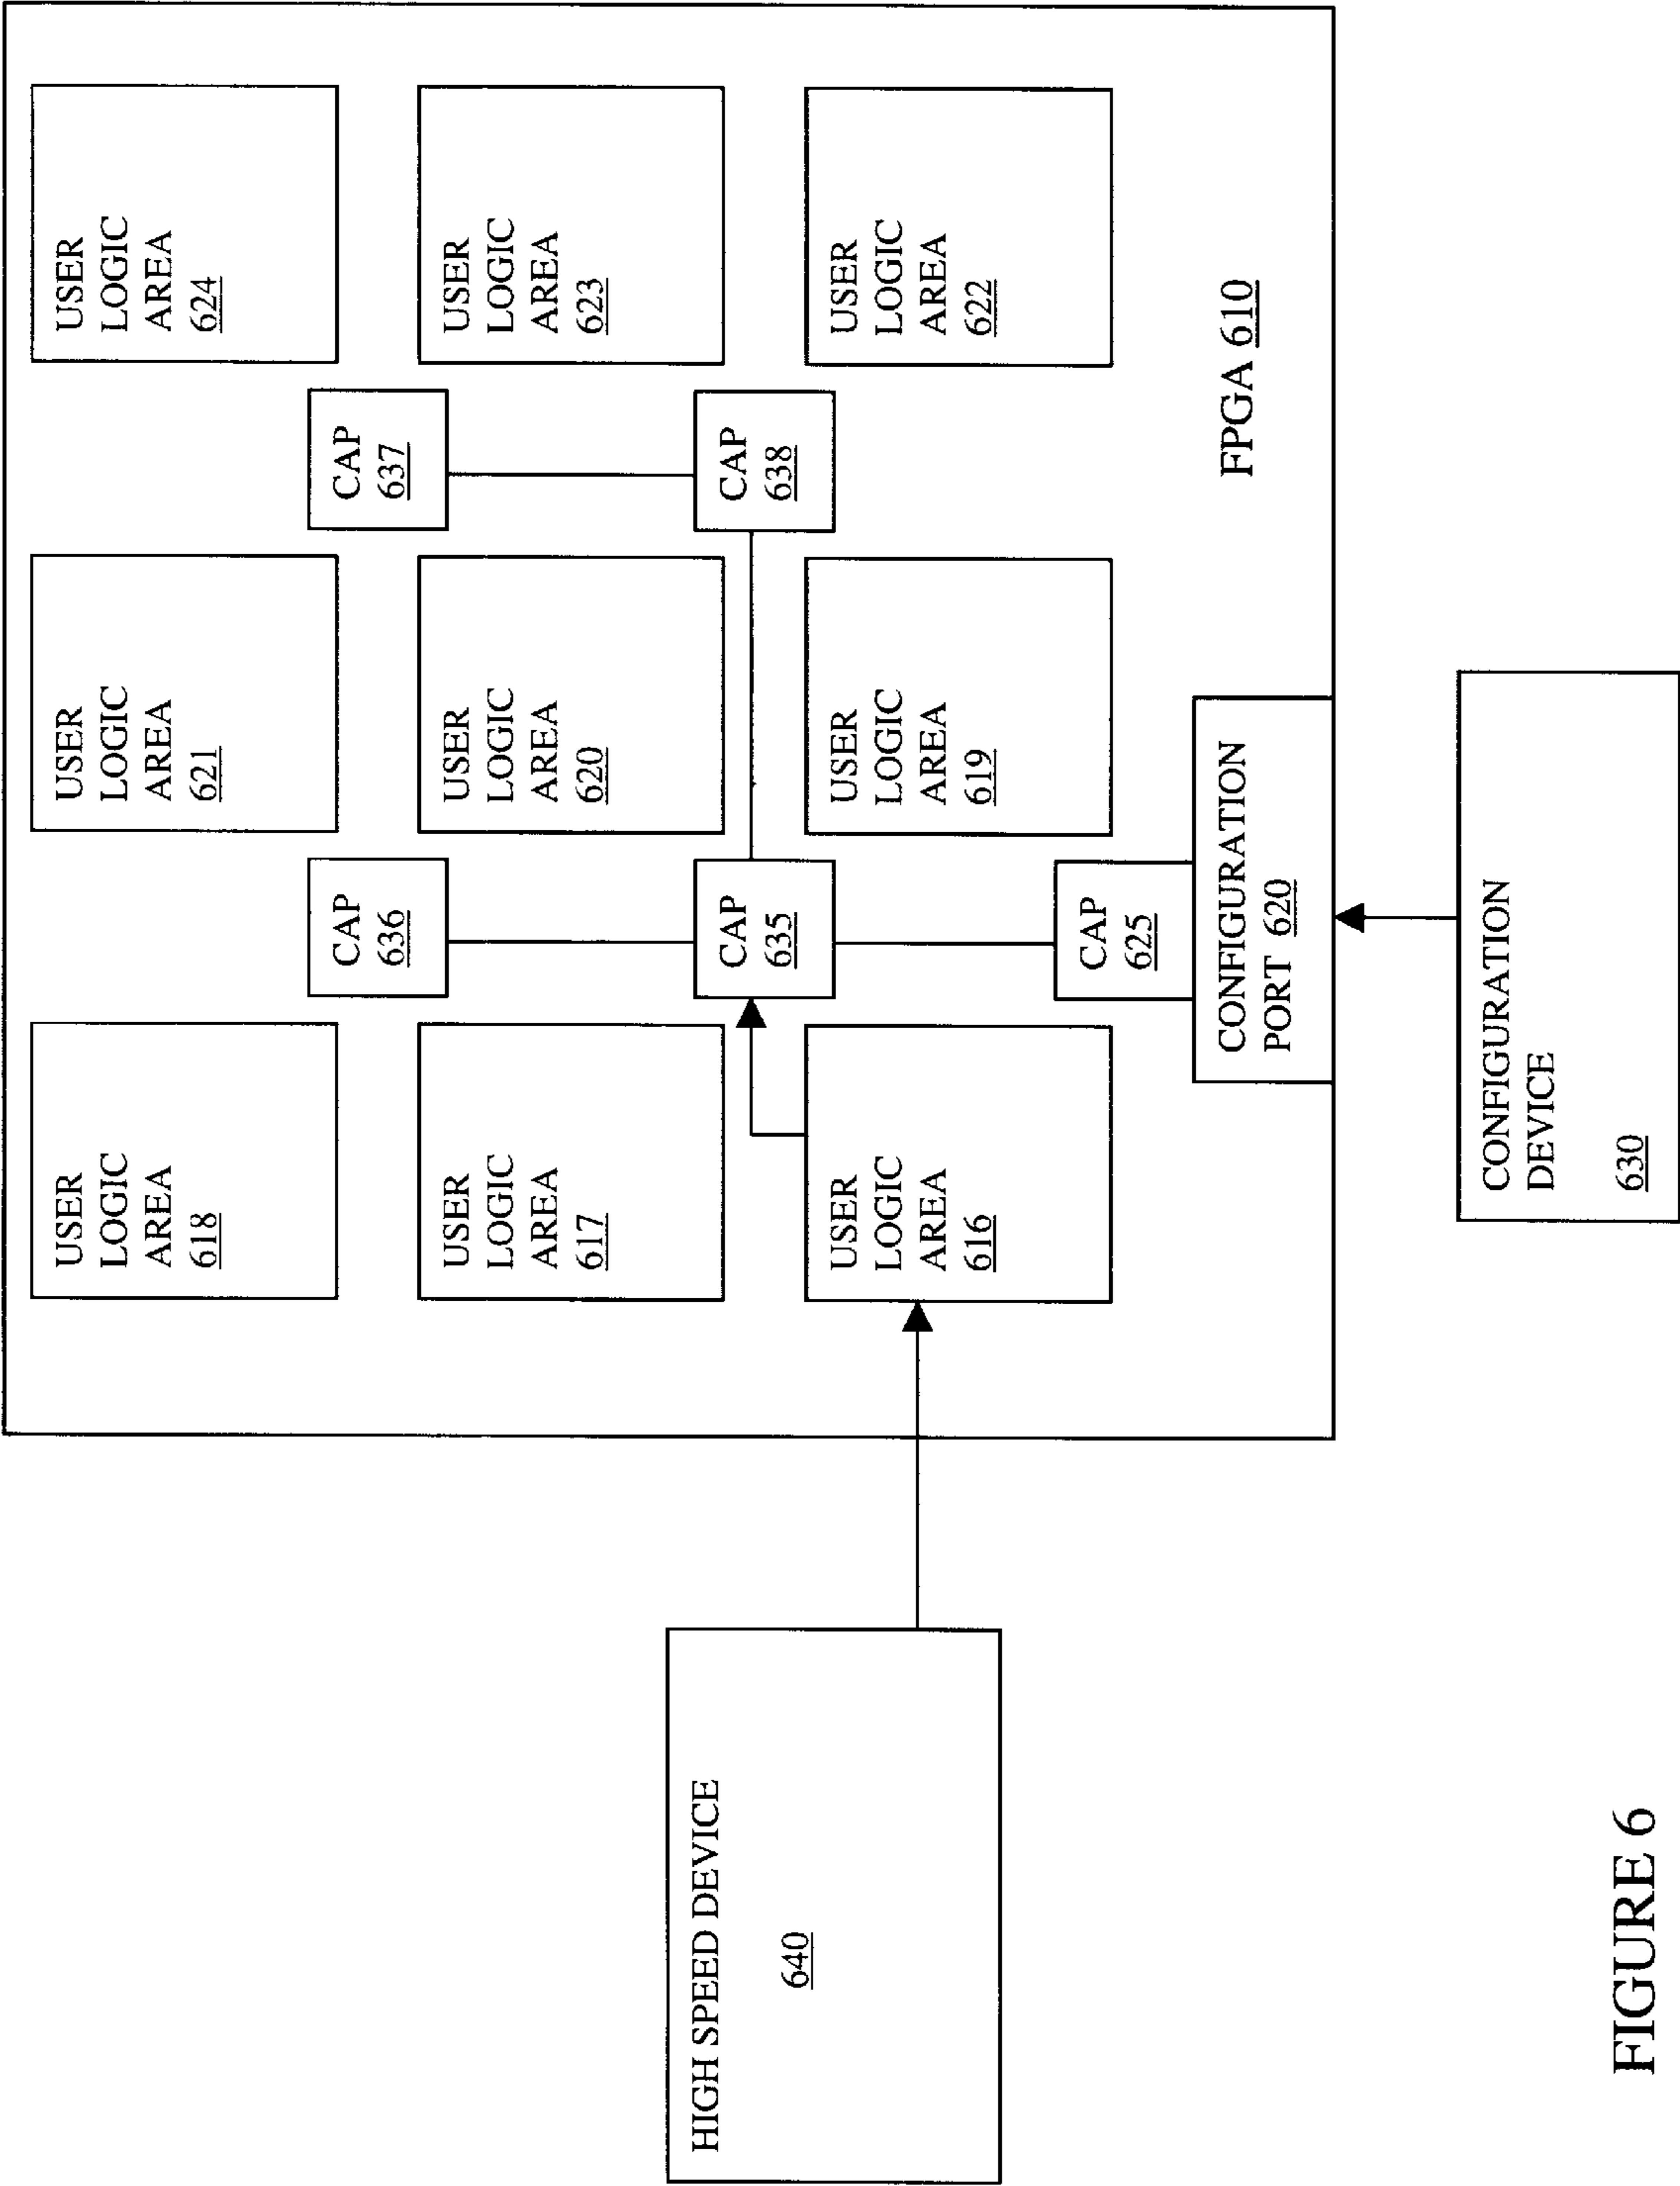 USER
LOGIC
AREA
618
USER
LOGIC
AREA
621
USER
LOGIC
AREA
624
CAP
636
CAP
637
USER
LOGIC
AREA
617
USER
LOGIC
AREA
620
USER
LOGIC
AREA
623
HIGH SPEED DEVICE
640
CAP
635
CAP
638
USER
LOGIC
AREA
616
USER
LOGIC
AREA
619
USER
LOGIC
AREA
622
CAP
625
CONFIGURATION
PORT 620
FPGA 610
CONFIGURATION
DEVICE
630
FIGURE 6